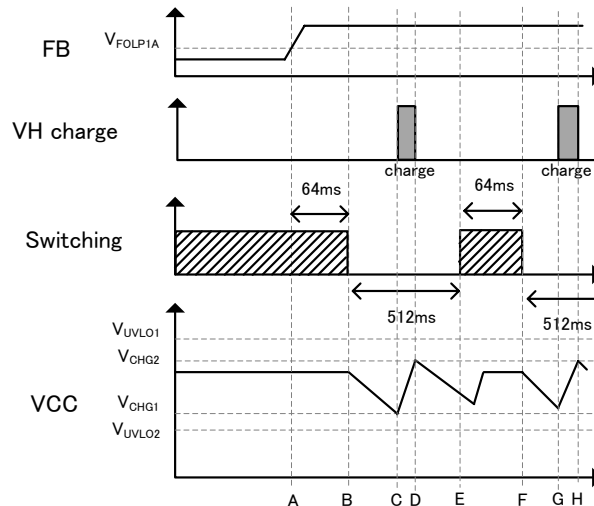 FB
VFOLP1A
VH charge
charge
charge
64ms
64ms
Switching
512ms
512ms
VUVLO1
VCHG2
VCC
VCHG1
VUVLO2
A B C D E F G H